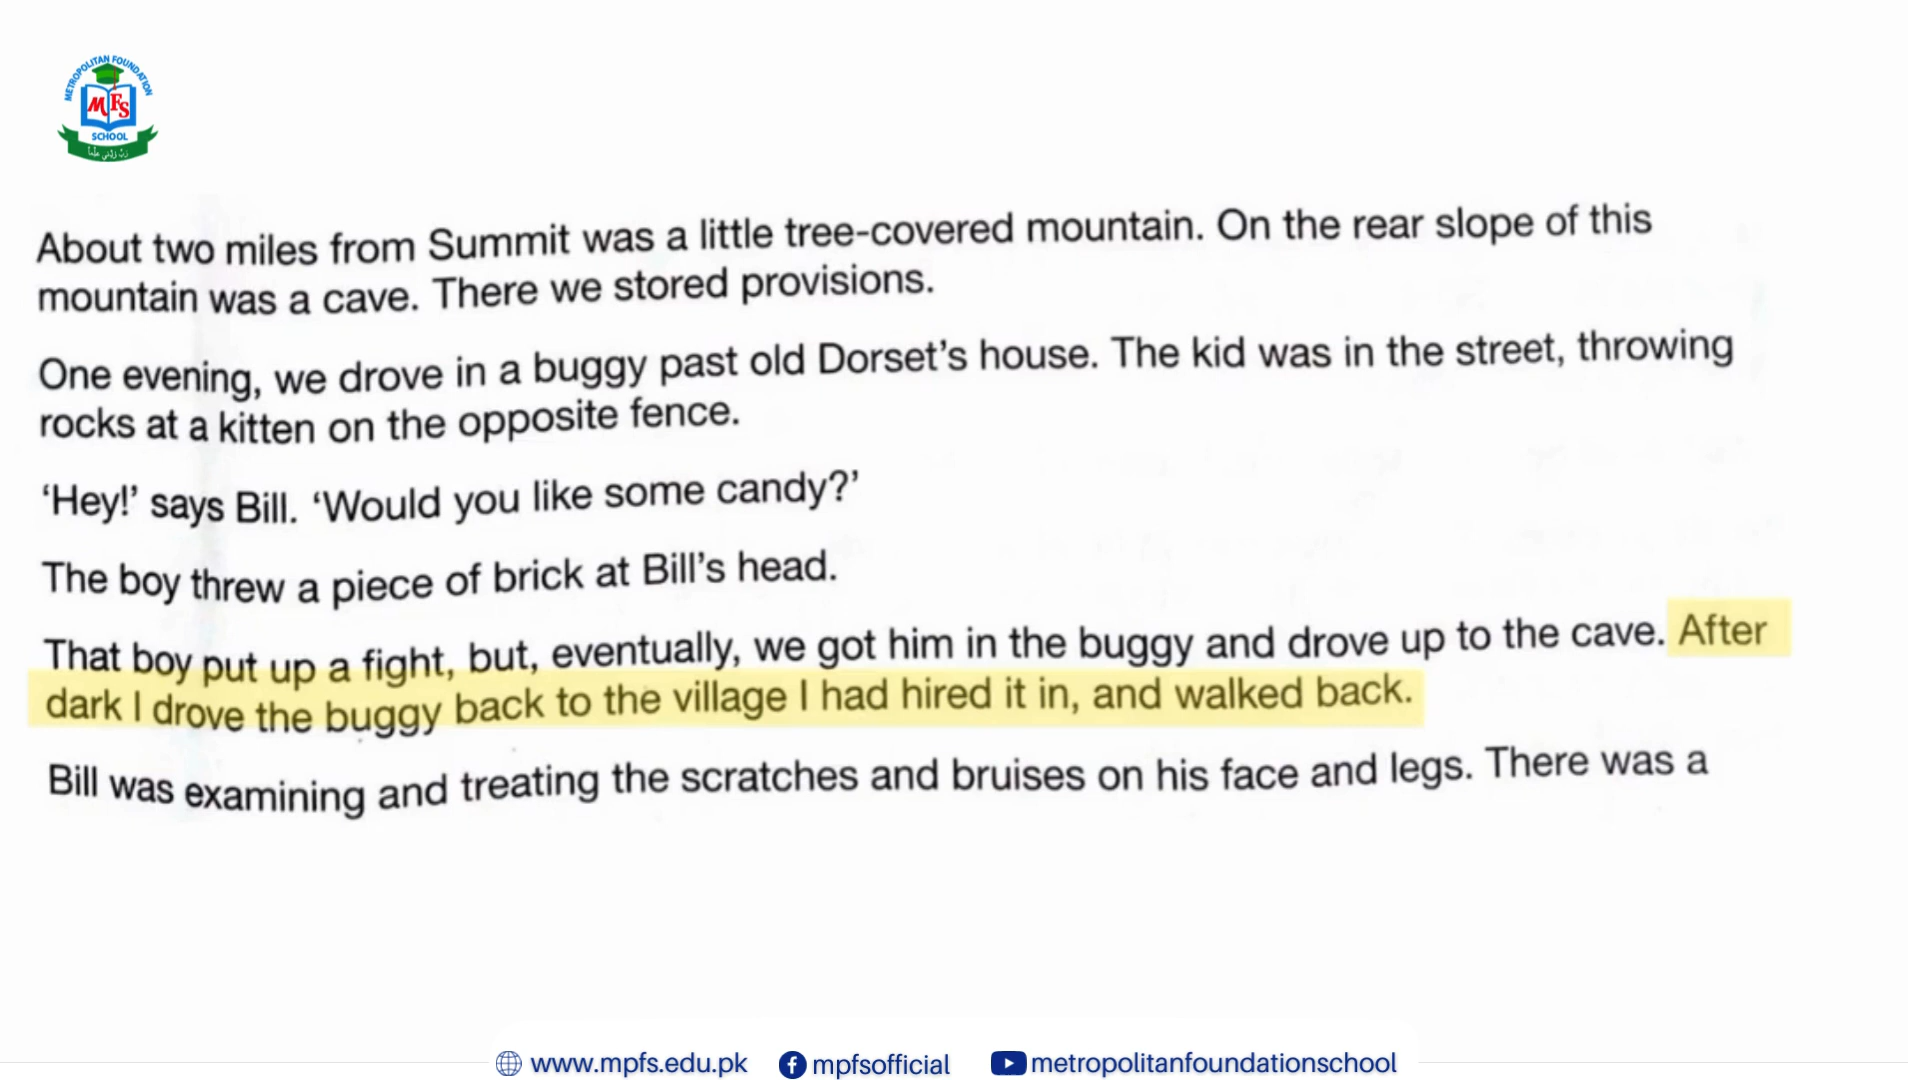 METROPOLITAN FOUNDATION
MFS
SCHOOL
About two miles from Summit was a little tree-covered mountain. On the rear slope of this
mountain was a cave. There we stored provisions.
One evening, we drove in a buggy past old Dorset’s house. The kid was in the street, throwing
rocks at a kitten on the opposite fence.
‘Hey!’ says Bill. ‘Would you like some candy?’
The boy threw a piece of brick at Bill’s head.
That boy put up a fight, but, eventually, we got him in the buggy and drove up to the cave. After
dark I drove the buggy back to the village I had hired it in, and walked back.
Bill was examining and treating the scratches and bruises on his face and legs. There was a
www.mpfs.edu.pk mpfsofficial metropolitanfoundationschool